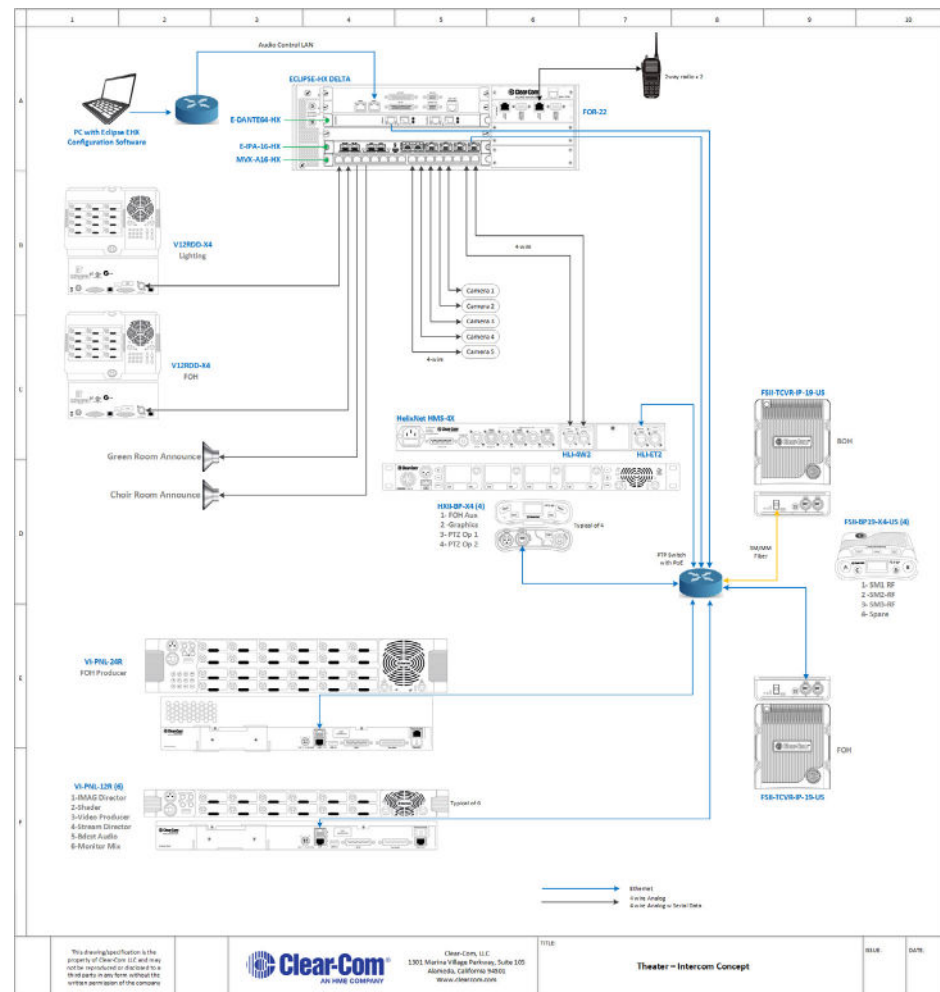 1 2 3 4 5 6 7 8 9 10
A
B
C
D
E
F
Audio Control LAN
ECLIPSE-HX DELTA
Clear-Com
2way radio x 2
FOR-22
E-DANTE64-HX
E-IPA-16-HX
MVX-A16-HX
PC with Eclipse EHX
Configuration Software
V12RDD-X4
Lighting
4-wire
Camera 1
Camera 2
Camera 3
Camera 4
Camera 5
4-wire
V12RDD-X4
FOH
HelixNet HMS-4X
Clear-Com
HLI-4W2
HLI-ET2
Green Room Announce
Choir Room Announce
FSII-TCVR-IP-19-US
Clear-Com
BOH
HXII-BP-X4 (4)
1- FOH Aux
2 -Graphics
3- PTZ Op 1
4- PTZ Op 2
Typical of 4
PTP Switch
with PoE
SM/MM
Fiber
FSII-BP19-X4-US (4)
1- SM1 RF
2 -SM2-RF
3- SM3-RF
4- Spare
V-PNL-24R
FOH Producer
Clear-Com
FOH
FSII-TCVR-IP-19-US
VI-PNL-12R (6)
1-IMAG Director
2-Shader
3-Video Producer
4-Stream Director
5-Bdcst Audio
6-Monitor Mix
Typical of 6
Ethernet
4 wire Analog
4 wire Analog w Serial Data
This drawing/specification is the
property of Clear-Com LLC and may
not be reproduced or disclosed to a
third party in any form without the
written permission of the company
Clear-Com
AN HME COMPANY
Clear-Com, LLC
1301 Marina Village Parkway, Suite 105
Alameda, California 94501
Www.clearcom.com
TITLE:
Theater – Intercom Concept
ISSUE:
DATE: